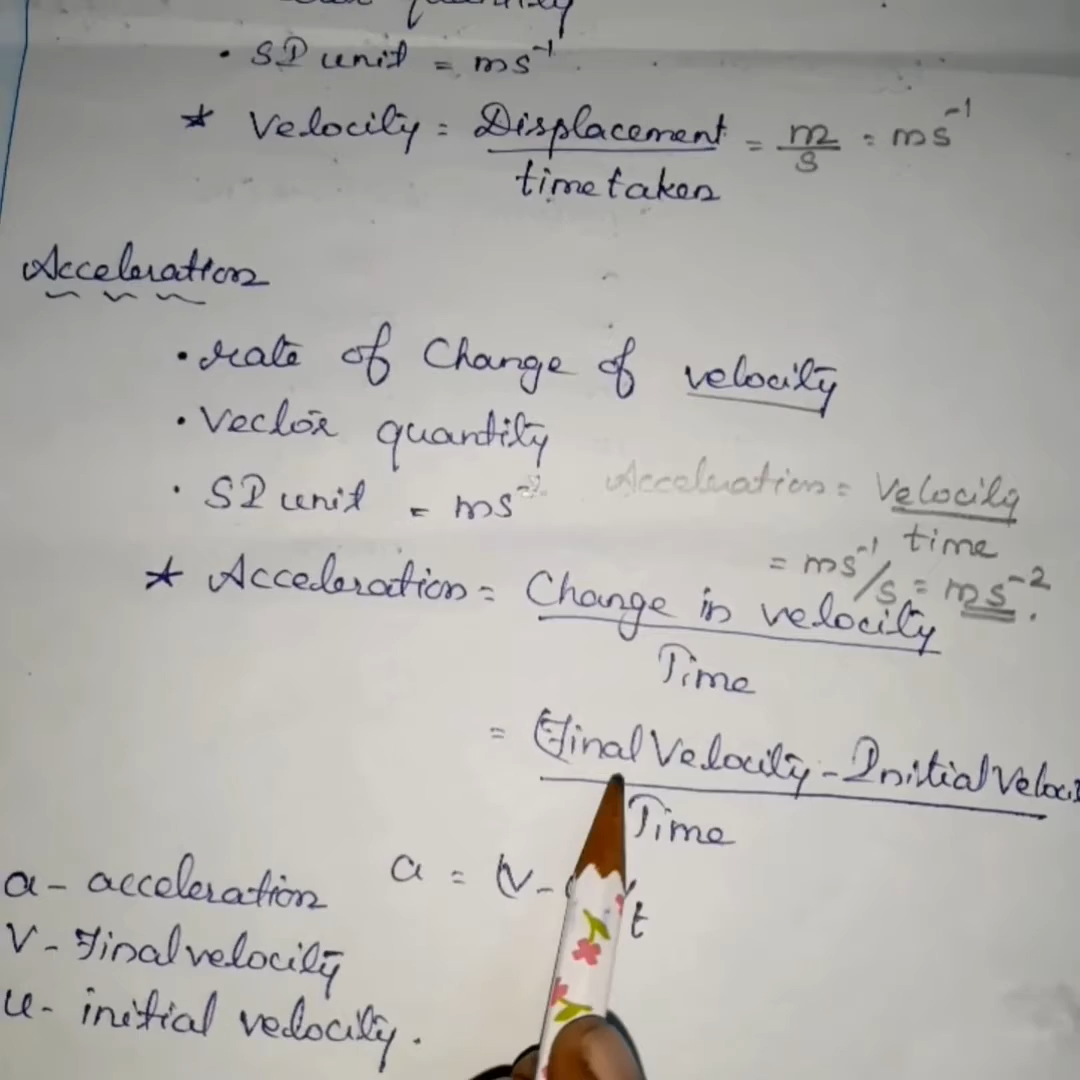 quantity
• SI unit = ms⁻¹
* Velocity = Displacement / time taken = m/s = ms⁻¹
Acceleration
• rate of Change of velocity
• Vector quantity
• SI unit = ms⁻²
Acceleration = Velocity / time
= ms⁻¹/s = ms⁻².
* Acceleration = Change in velocity / Time
= (Final Velocity - Initial Veloci / Time
a = (v - t
a - acceleration
V - Final velocity
u - initial velocity.